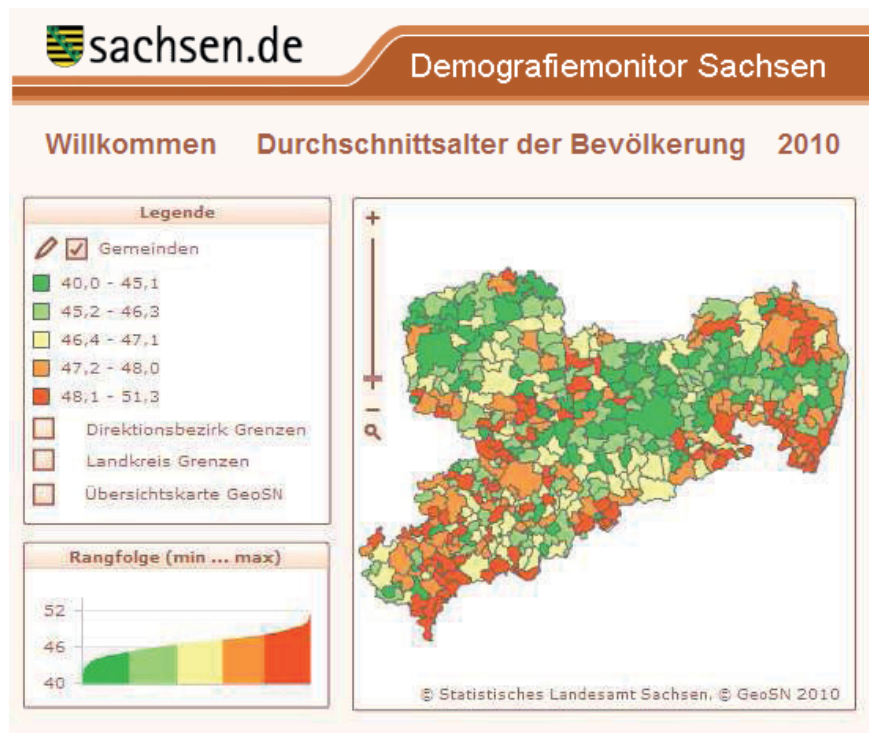 sachsen.de
Demografiemonitor Sachsen
Willkommen Durchschnittsalter der Bevölkerung 2010
Legende
Gemeinden
40,0 - 45,1
45,2 - 46,3
46,4 - 47,1
47,2 - 48,0
48,1 - 51,3
Direktionsbezirk Grenzen
Landkreis Grenzen
Übersichtskarte GeoSN
Rangfolge (min ... max)
52
46
40
+
−
© Statistisches Landesamt Sachsen, © GeoSN 2010